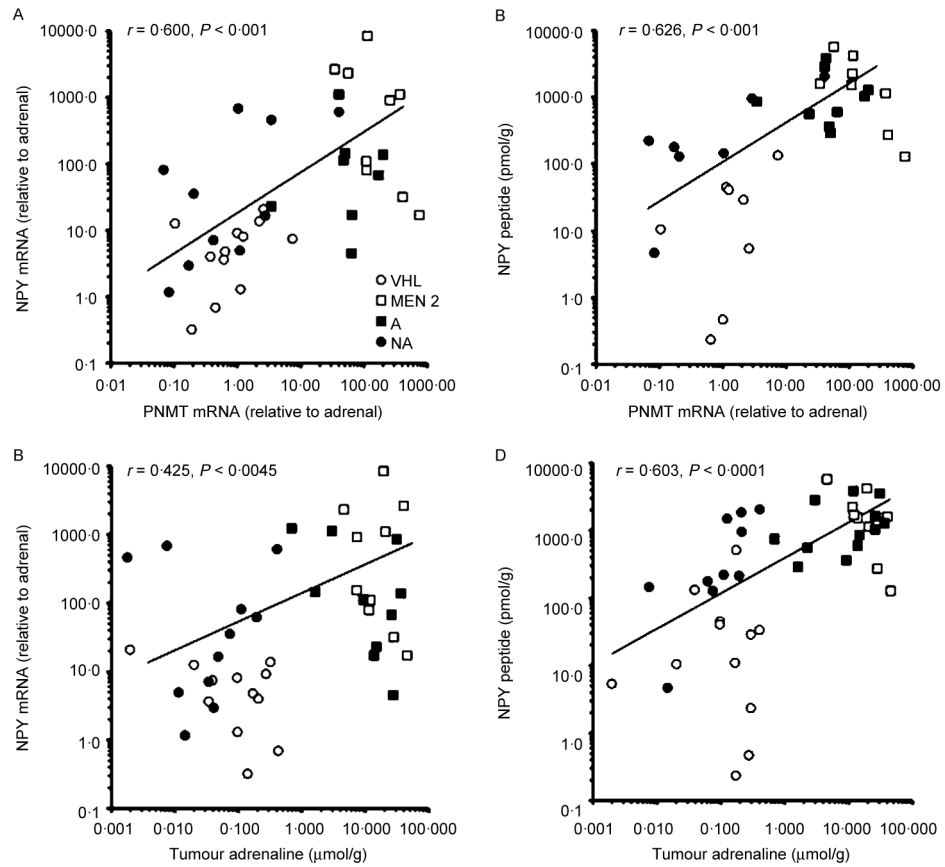 A
r = 0·600, P < 0·001
10000·0
1000·0
100·0
10·0
1·0
0·1
NPY mRNA (relative to adrenal)
VHL
MEN 2
A
NA
0·01 0·10 1·00 10·00 100·00 1000·00
PNMT mRNA (relative to adrenal)
B
r = 0·626, P < 0·001
10000·0
1000·0
100·0
10·0
1·0
0·1
NPY peptide (pmol/g)
0·01 0·10 1·00 10·00 100·00 1000·00
PNMT mRNA (relative to adrenal)
B
r = 0·425, P < 0·0045
10000·0
1000·0
100·0
10·0
1·0
0·1
NPY mRNA (relative to adrenal)
0·001 0·010 0·100 1·000 10·000 100·000
Tumour adrenaline (μmol/g)
D
r = 0·603, P < 0·0001
10000·0
1000·0
100·0
10·0
1·0
0·1
NPY peptide (pmol/g)
0·001 0·010 0·100 1·000 10·000 100·000
Tumour adrenaline (μmol/g)